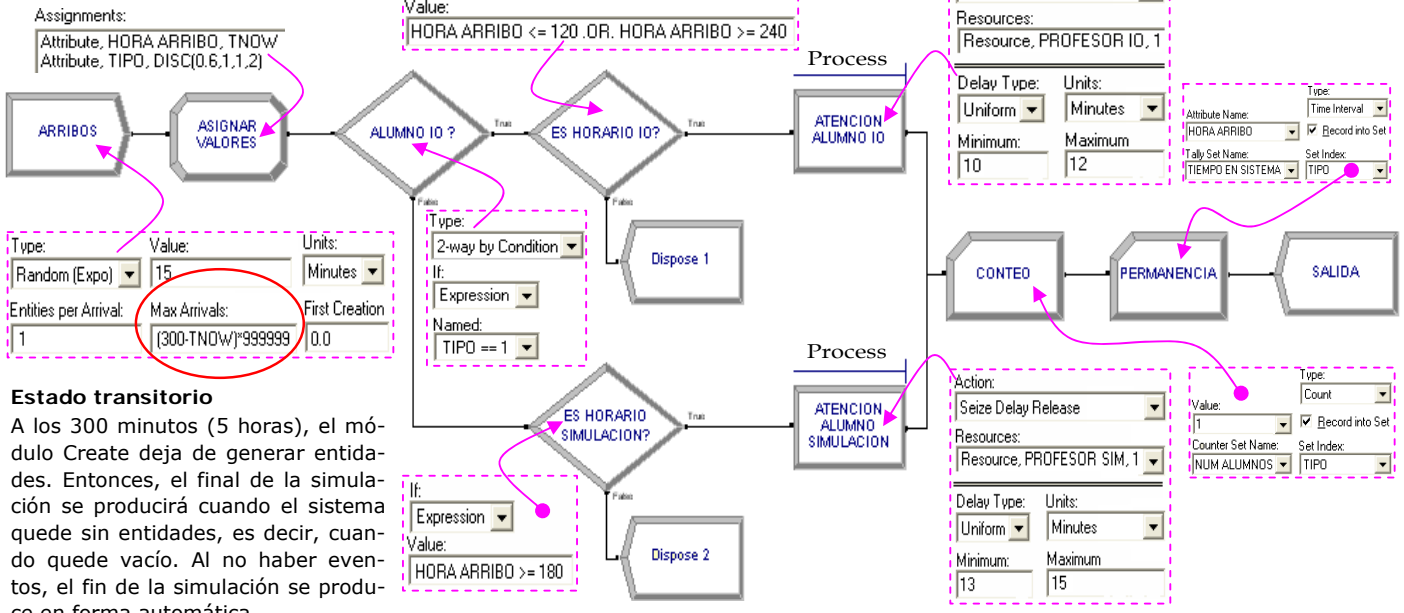 Assignments:
Attribute, HORA ARRIBO, TNOW
Attribute, TIPO, DISC(0.6,1,1,2)
Value:
HORA ARRIBO <= 120 .OR. HORA ARRIBO >= 240
Resources:
Resource, PROFESOR IO, 1
Delay Type:
Units:
Uniform
Minutes
Minimum:
Maximum
10
12
Process
ARRIBOS
ASIGNAR
VALORES
ALUMNO IO ?
True
False
ES HORARIO IO?
True
False
ATENCION
ALUMNO IO
Type:
Time Interval
Attribute Name:
HORA ARRIBO
Record into Set
Tally Set Name:
Set Index:
TIEMPO EN SISTEMA
TIPO
Type:
Value:
Units:
Random (Expo)
15
Minutes
Entities per Arrival:
Max Arrivals:
First Creation
1
(300-TNOW)*999999
0.0
Type:
2-way by Condition
If:
Expression
Named:
TIPO == 1
Dispose 1
CONTEO
PERMANENCIA
SALIDA
Process
ES HORARIO
SIMULACION?
True
False
ATENCION
ALUMNO
SIMULACION
Action:
Seize Delay Release
Resources:
Resource, PROFESOR SIM, 1
Delay Type:
Units:
Uniform
Minutes
Minimum:
Maximum
13
15
Type:
Count
Value:
1
Record into Set
Counter Set Name:
Set Index:
NUM ALUMNOS
TIPO
If:
Expression
Value:
HORA ARRIBO >= 180
Dispose 2
Estado transitorio
A los 300 minutos (5 horas), el mó-
dulo Create deja de generar entida-
des. Entonces, el final de la simula-
ción se producirá cuando el sistema
quede sin entidades, es decir, cuan-
do quede vacío. Al no haber even-
tos, el fin de la simulación se produ-
ce en forma automática